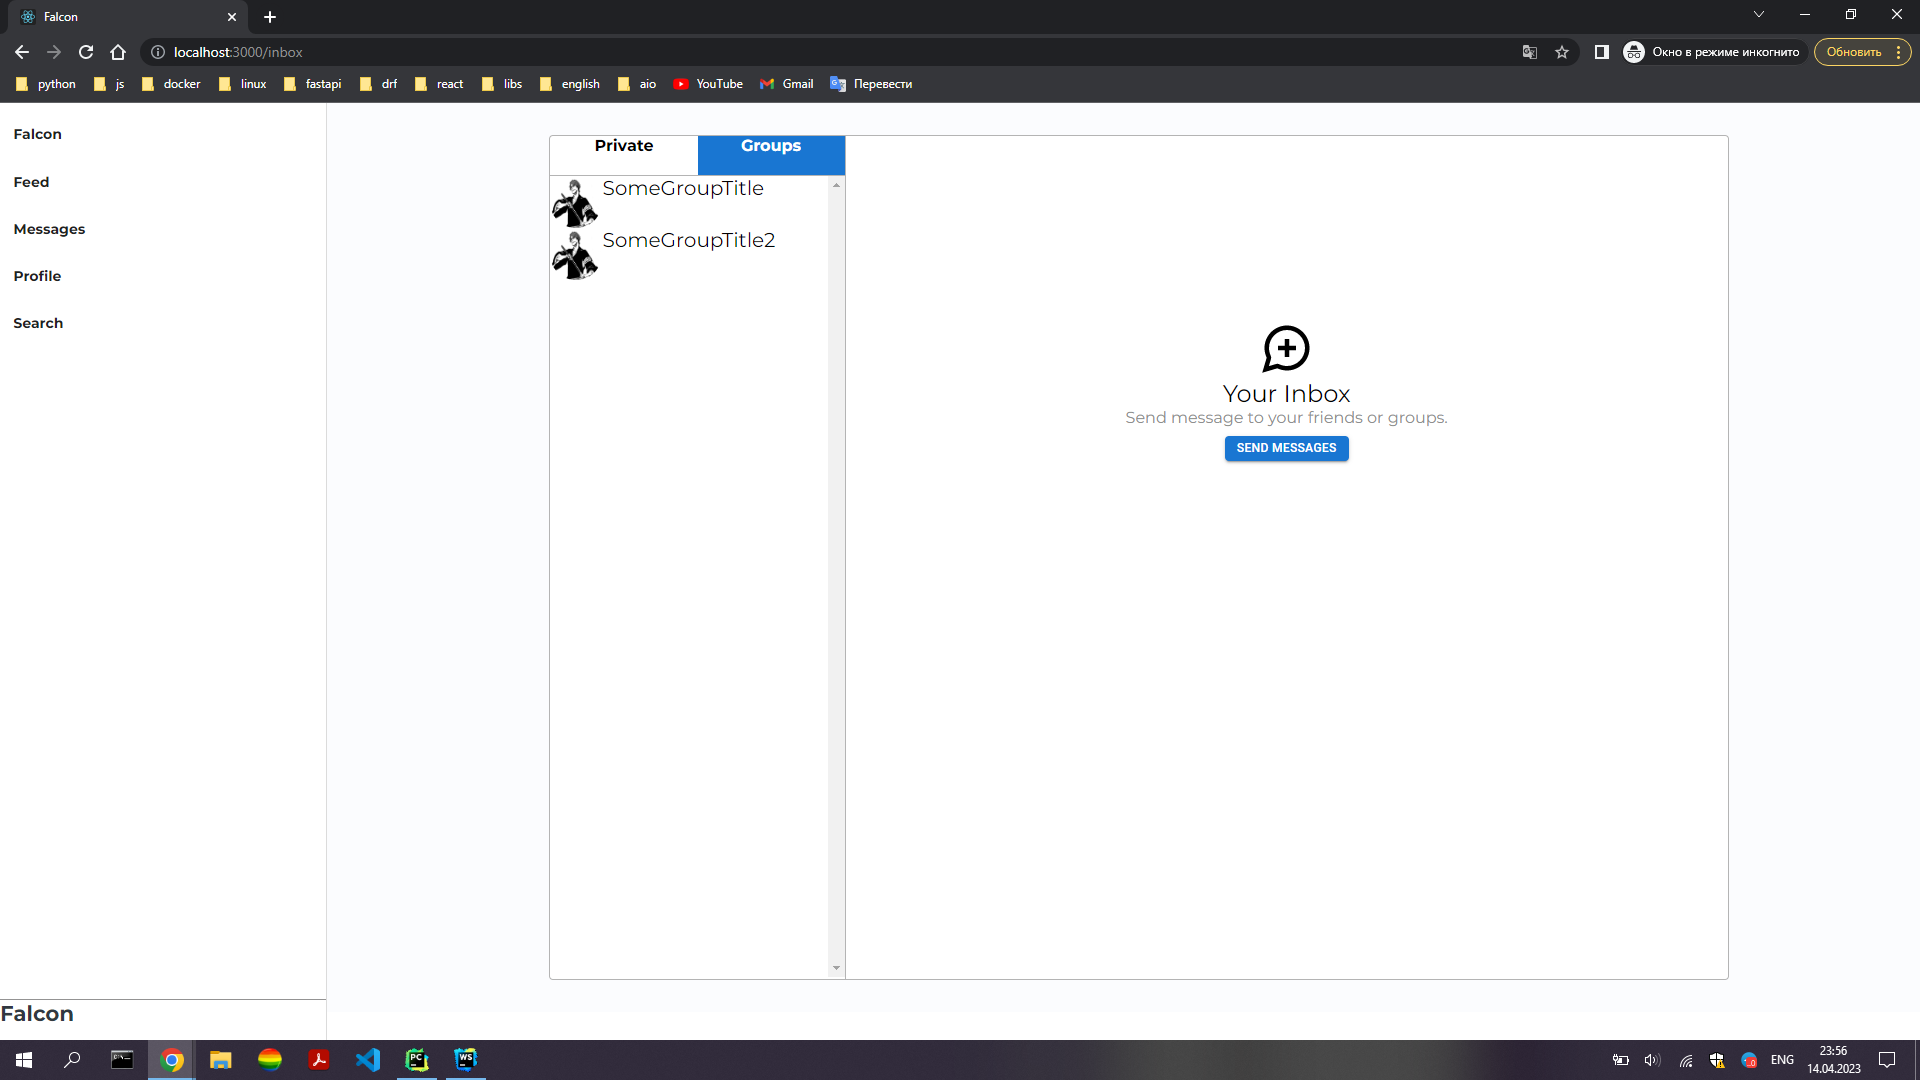 Falcon
localhost:3000/inbox
Окно в режиме инкогнито
Обновить
python
js
docker
linux
fastapi
drf
react
libs
english
aio
YouTube
Gmail
Перевести
Falcon
Feed
Messages
Profile
Search
Private
Groups
SomeGroupTitle
SomeGroupTitle2
Your Inbox
Send message to your friends or groups.
SEND MESSAGES
Falcon
ENG
23:56
14.04.2023